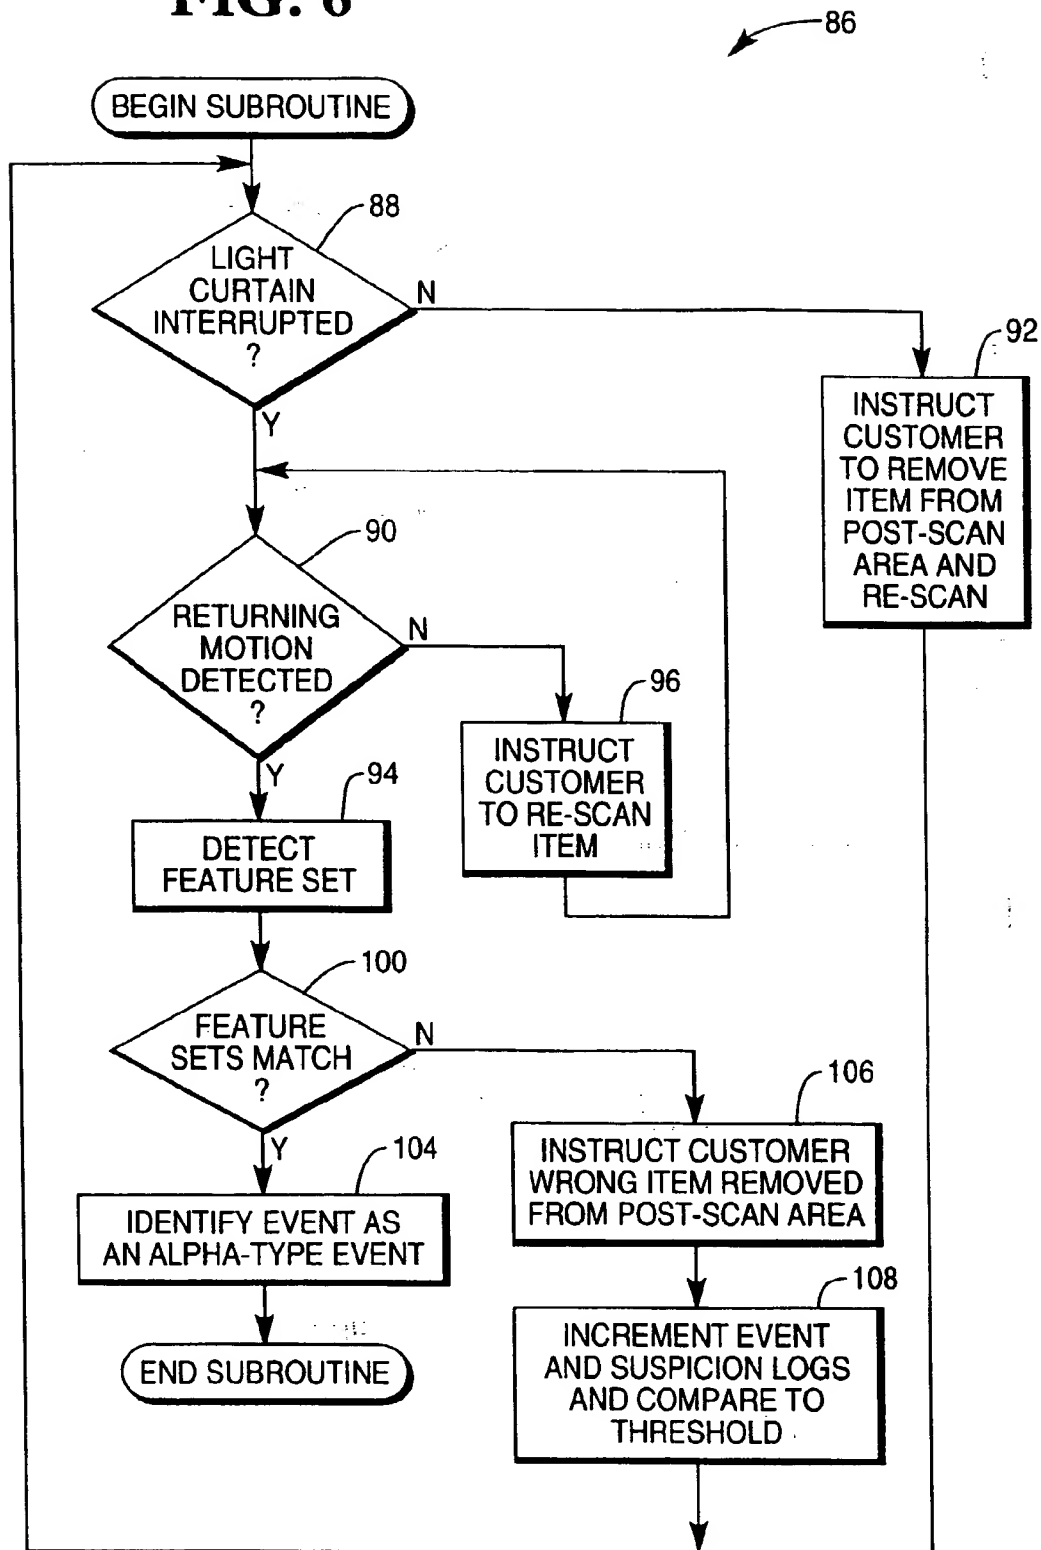 FIG. 6
86
BEGIN SUBROUTINE
88
LIGHT
CURTAIN
INTERRUPTED
?
N
Y
92
INSTRUCT
CUSTOMER
TO REMOVE
ITEM FROM
POST-SCAN
AREA AND
RE-SCAN
90
RETURNING
MOTION
DETECTED
?
N
Y
96
INSTRUCT
CUSTOMER
TO RE-SCAN
ITEM
94
DETECT
FEATURE SET
100
FEATURE
SETS MATCH
?
N
Y
106
INSTRUCT CUSTOMER
WRONG ITEM REMOVED
FROM POST-SCAN AREA
104
IDENTIFY EVENT AS
AN ALPHA-TYPE EVENT
108
INCREMENT EVENT
AND SUSPICION LOGS
AND COMPARE TO
THRESHOLD
END SUBROUTINE